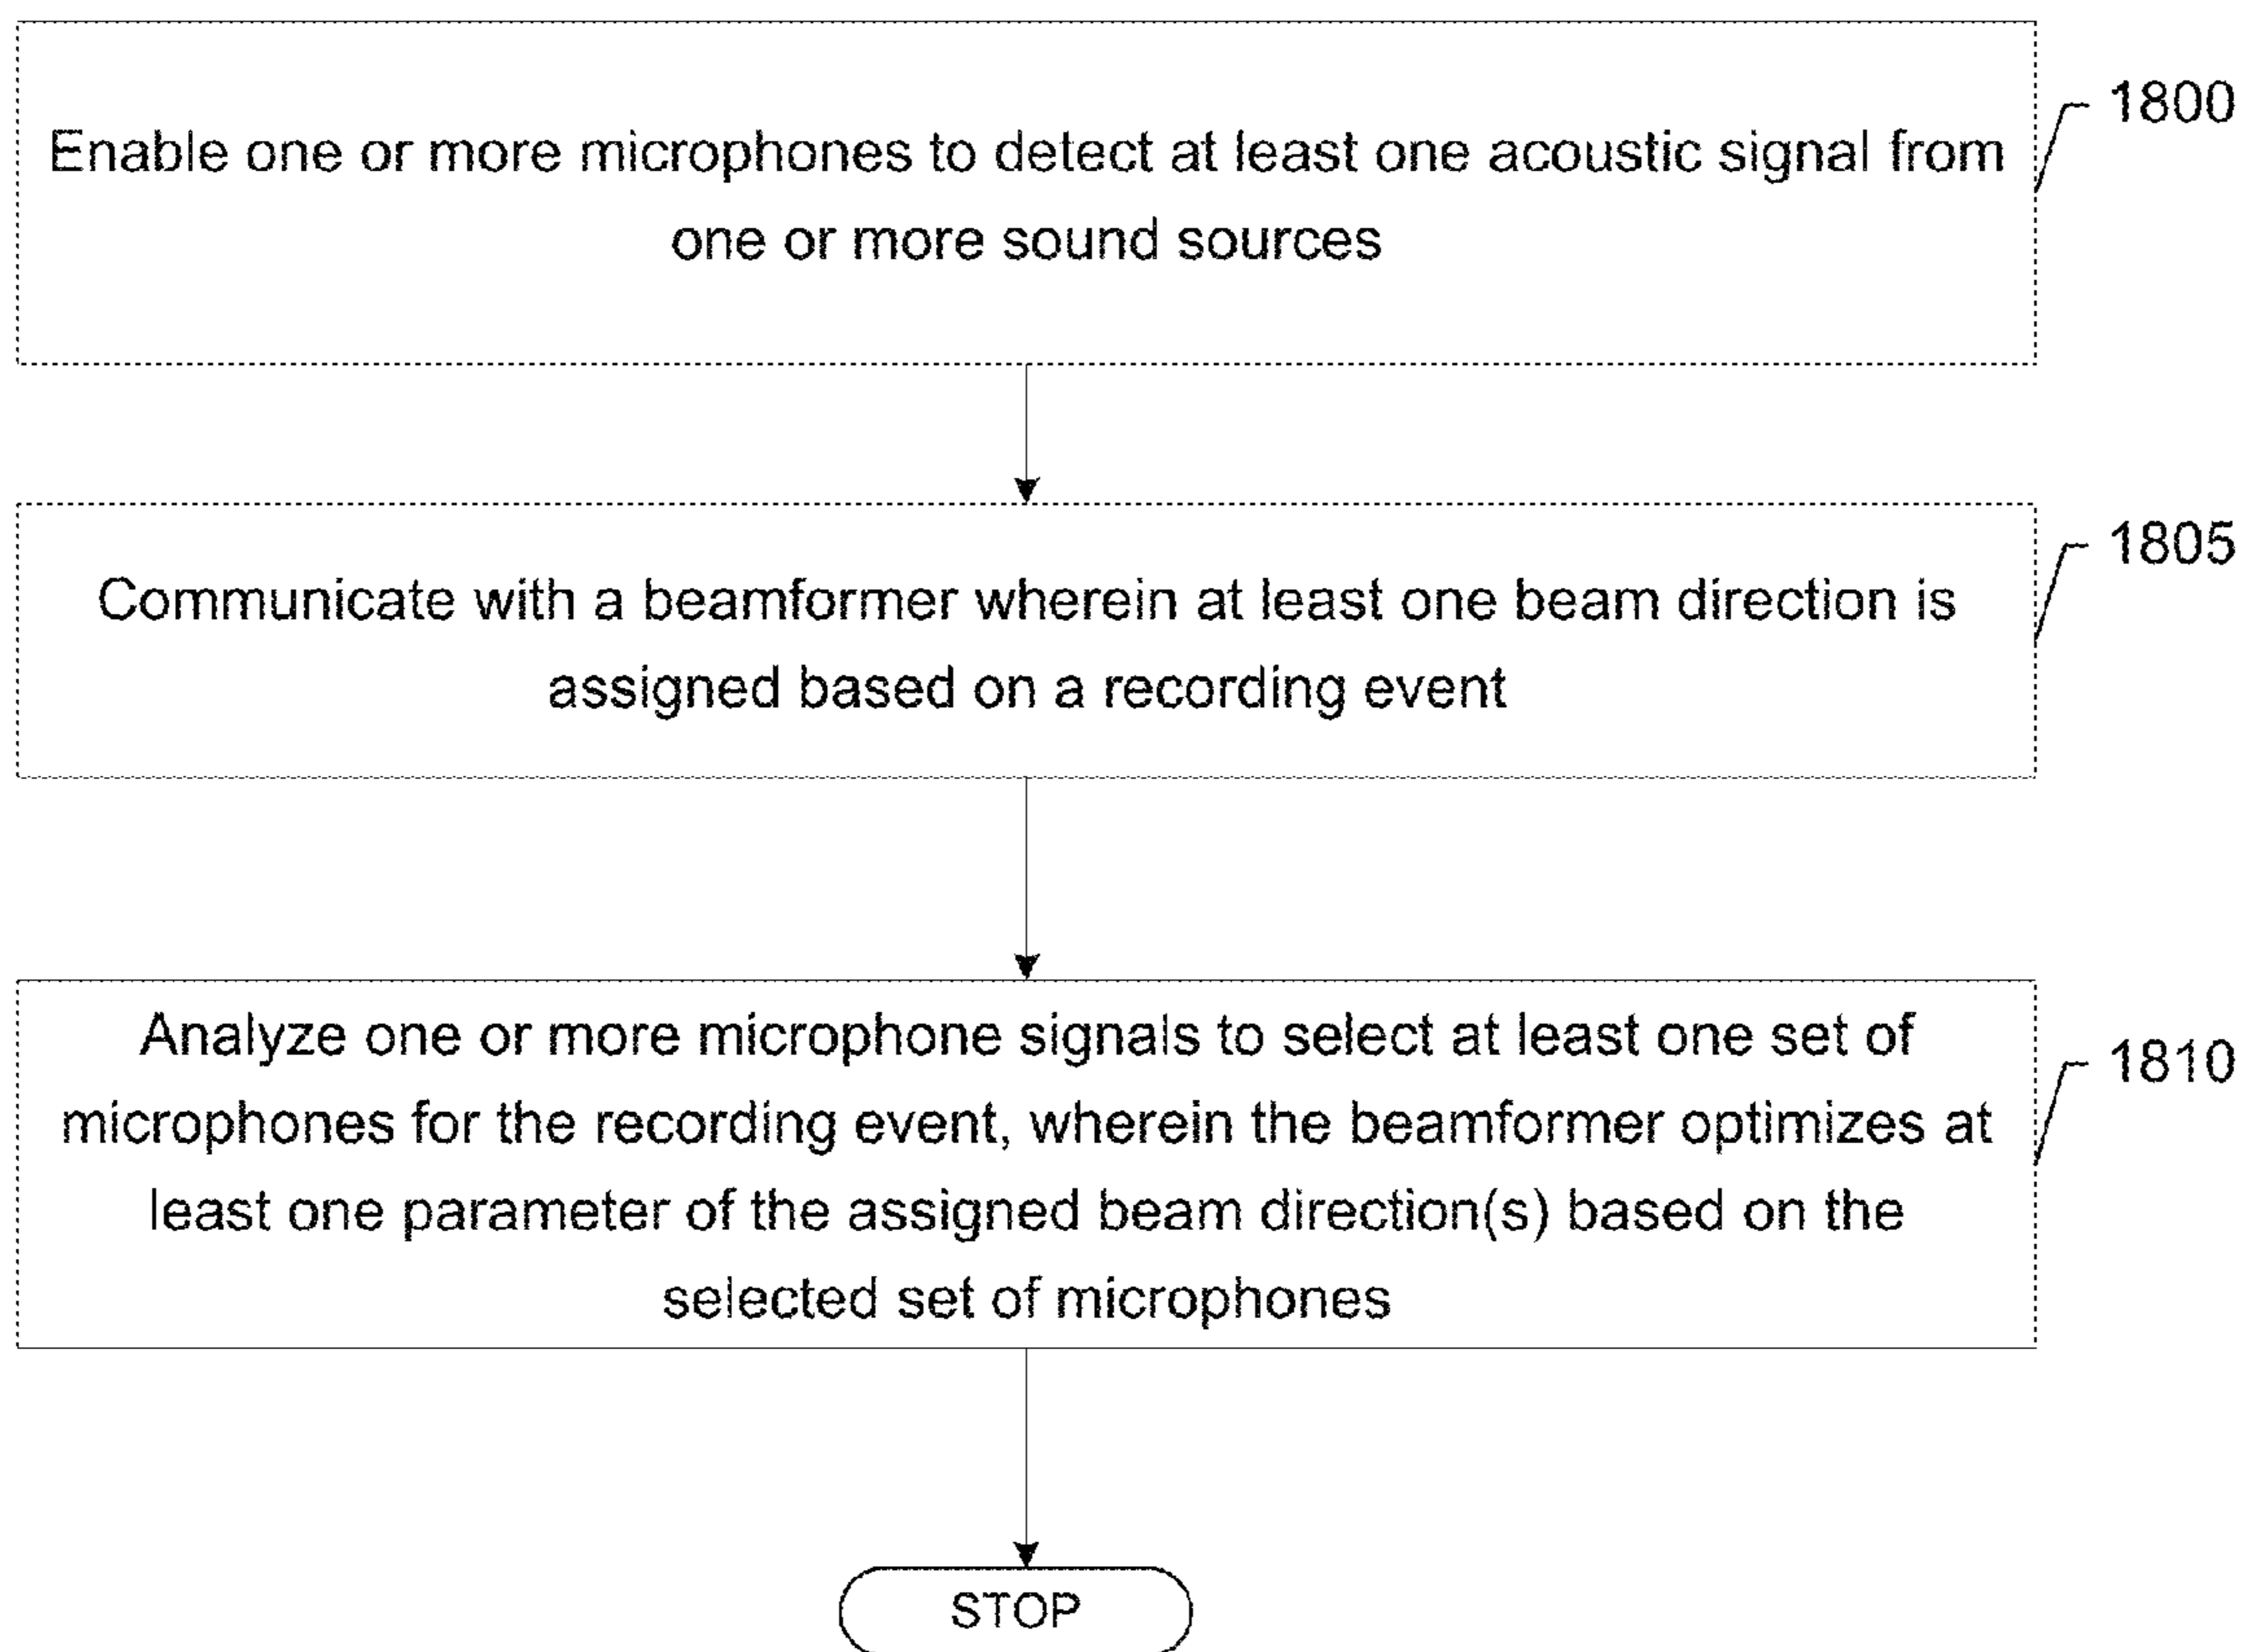 Enable one or more microphones to detect at least one acoustic signal from
one or more sound sources
1800
Communicate with a beamformer wherein at least one beam direction is
assigned based on a recording event
1805
Analyze one or more microphone signals to select at least one set of
microphones for the recording event, wherein the beamformer optimizes at
least one parameter of the assigned beam direction(s) based on the
selected set of microphones
1810
STOP